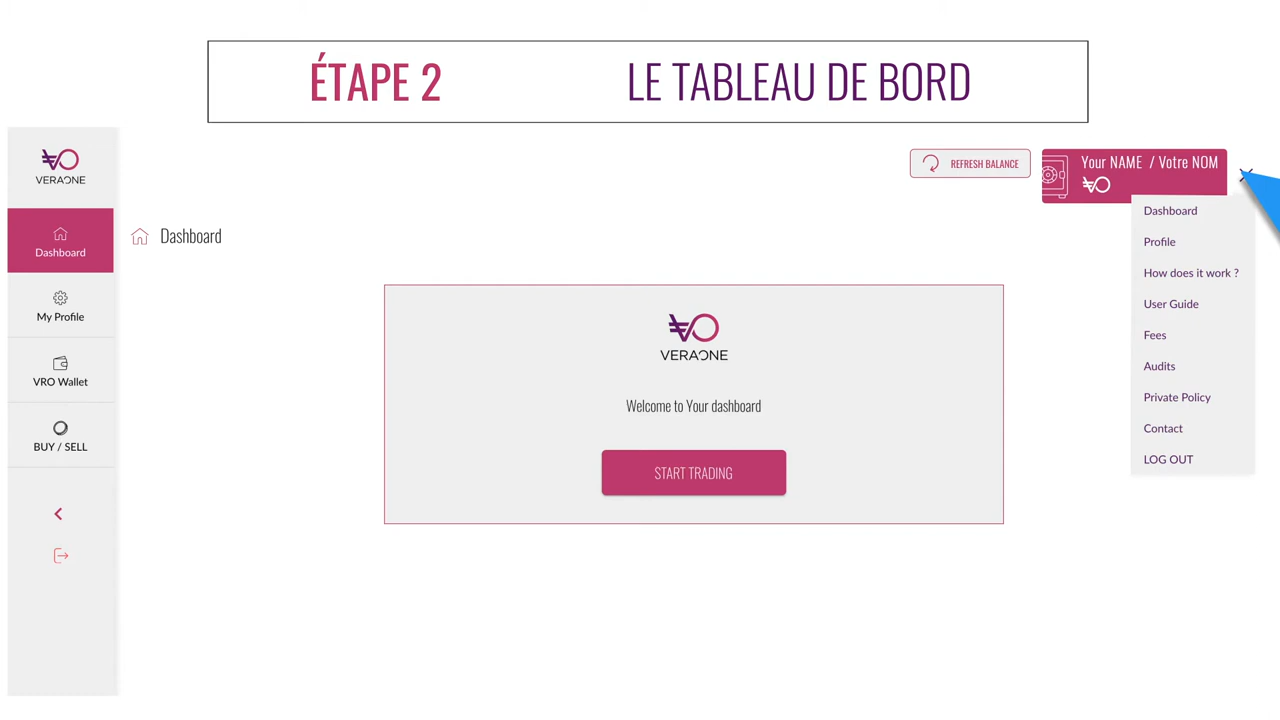 ÉTAPE 2 LE TABLEAU DE BORD
VERAONE
REFRESH BALANCE
Your NAME / Votre NOM
Dashboard
My Profile
VRO Wallet
BUY / SELL
Dashboard
VERAONE
Welcome to Your dashboard
START TRADING
Dashboard
Profile
How does it work ?
User Guide
Fees
Audits
Private Policy
Contact
LOG OUT